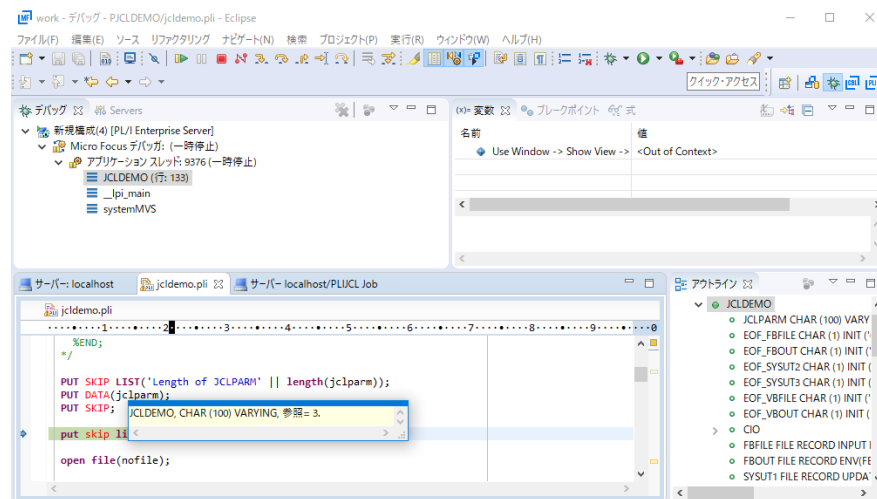 work - デバッグ - PJCLDEMO/jcldemo.pli - Eclipse
ファイル(F) 編集(E) ソース リファクタリング ナビゲート(N) 検索 プロジェクト(P) 実行(R) ウィンドウ(W) ヘルプ(H)
クイック・アクセス
デバッグ Servers
新規構成(4) [PL/I Enterprise Server]
Micro Focus デバッガ: (一時停止)
アプリケーション スレッド: 9376 (一時停止)
JCLDEMO (行: 133)
__lpi_main
systemMVS
(x)= 変数 ブレークポイント 式
名前 値
Use Window -> Show View -> <Out of Context>
サーバー: localhost jcldemo.pli サーバー localhost/PLIJCL Job
jcldemo.pli
····•····1····•····2····•····3····•····4····•····5····•····6····•····7····•····8····•····9····•····0
%END;
*/
PUT SKIP LIST('Length of JCLPARM' || length(jclparm));
PUT DATA(jclparm);
PUT SKIP;
JCLDEMO, CHAR (100) VARYING, 参照= 3.
put skip li
open file(nofile);
アウトライン
JCLDEMO
JCLPARM CHAR (100) VARY
EOF_FBFILE CHAR (1) INIT ('
EOF_FBOUT CHAR (1) INIT ('
EOF_SYSUT2 CHAR (1) INIT (
EOF_SYSUT3 CHAR (1) INIT (
EOF_VBFILE CHAR (1) INIT ('
EOF_VBOUT CHAR (1) INIT (
CIO
FBFILE FILE RECORD INPUT
FBOUT FILE RECORD ENV(FE
SYSUT1 FILE RECORD UPDA